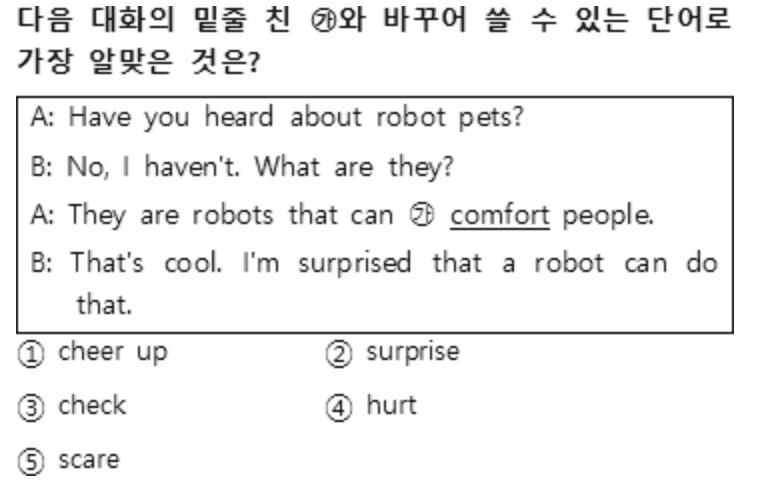 다음 대화의 밑줄 친 ㉮와 바꾸어 쓸 수 있는 단어로
가장 알맞은 것은?
A: Have you heard about robot pets?
B: No, I haven't. What are they?
A: They are robots that can ㉮ comfort people.
B: That's cool. I'm surprised that a robot can do
that.
① cheer up ② surprise
③ check ④ hurt
⑤ scare